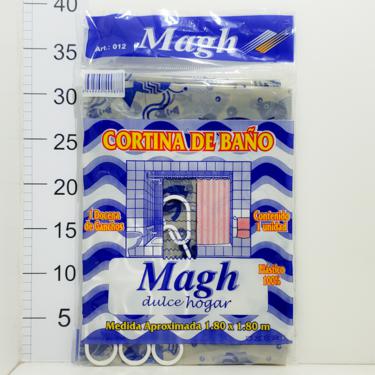 40
35
30
25
20
15
10
5
Art.: 012
Magh
CORTINA DE BAÑO
1 Docena
de Ganchos
Contenido
1 unidad
Magh
dulce hogar
Plástico
100%
Medida Aproximada 1.80 x 1.80 m